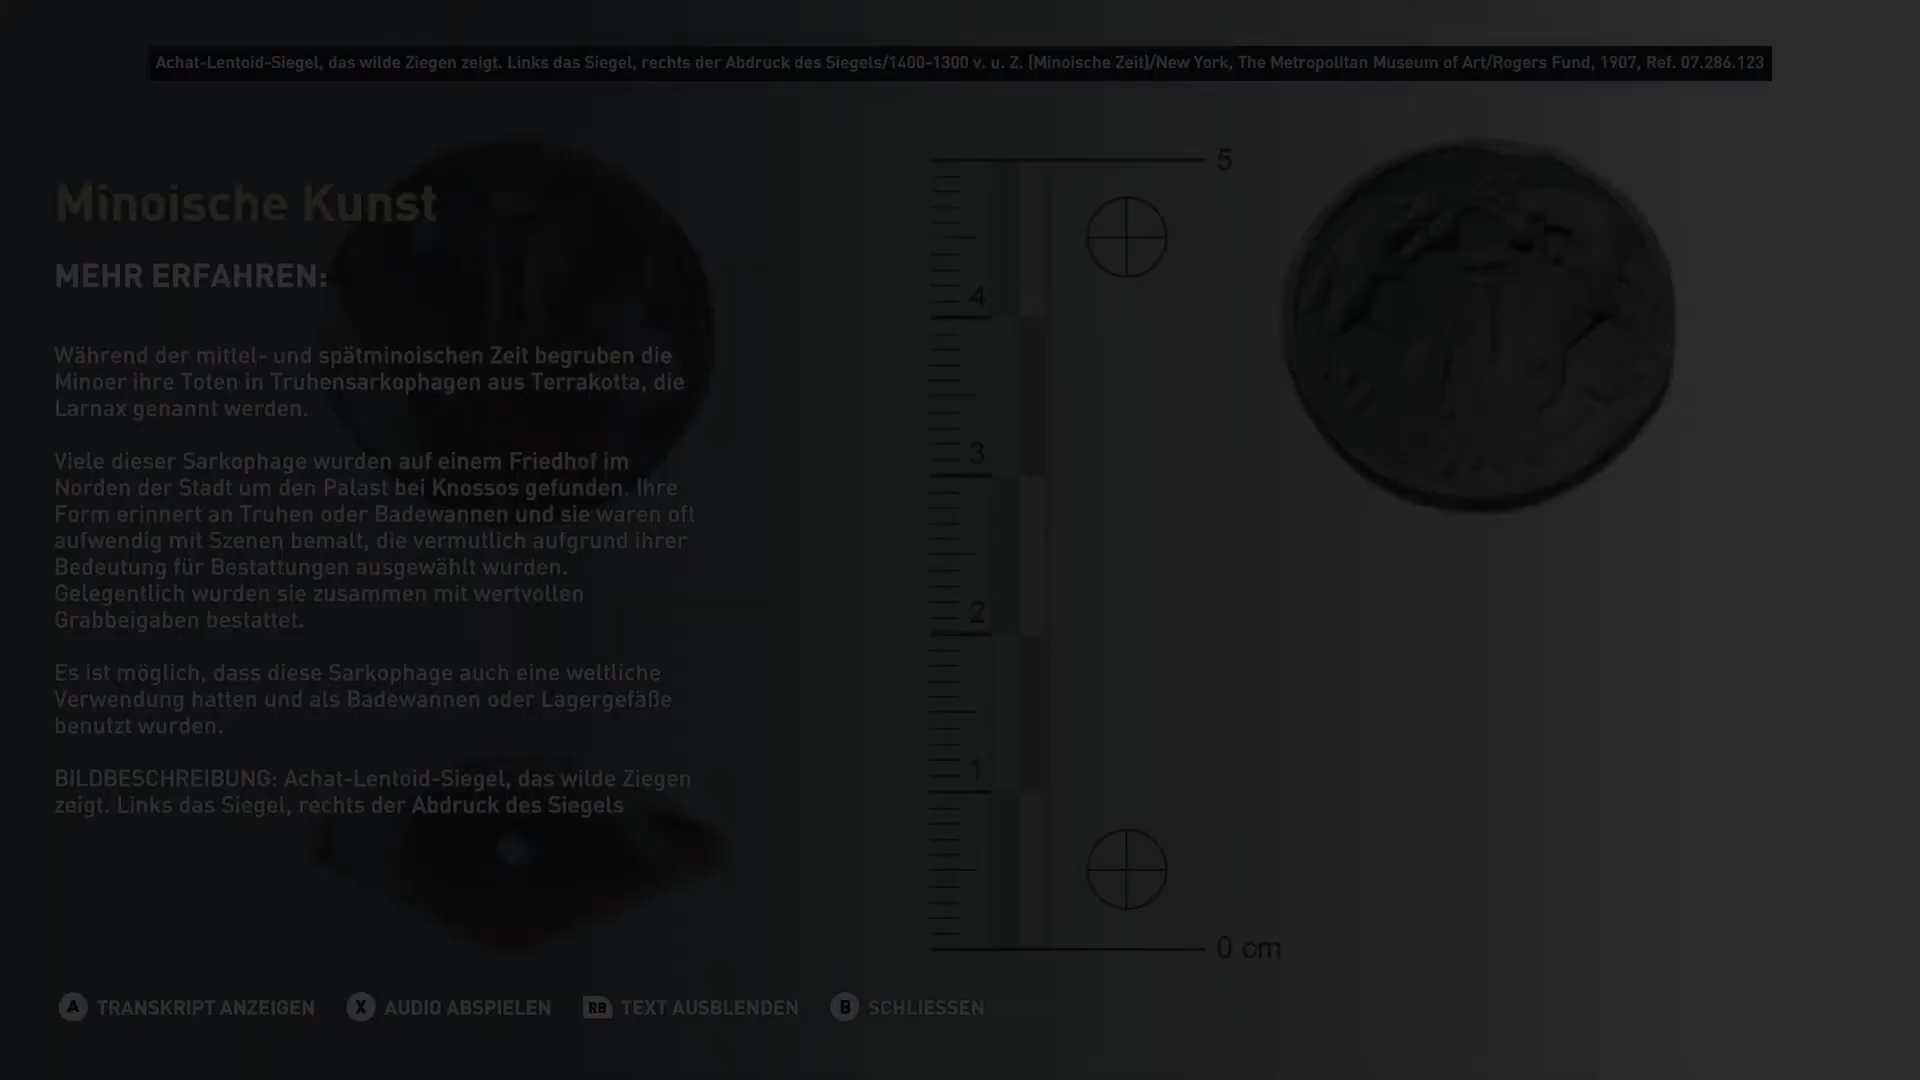 Achat-Lentoid-Siegel, das wilde Ziegen zeigt. Links das Siegel, rechts der Abdruck des Siegels/1400-1300 v. u. Z. (Minoische Zeit)/New York, The Metropolitan Museum of Art/Rogers Fund, 1907, Ref. 07.286.123
Minoische Kunst
MEHR ERFAHREN:
Während der mittel- und spätminoischen Zeit begruben die
Minoer ihre Toten in Truhensarkophagen aus Terrakotta, die
Larnax genannt werden.
Viele dieser Sarkophage wurden auf einem Friedhof im
Norden der Stadt um den Palast bei Knossos gefunden. Ihre
Form erinnert an Truhen oder Badewannen und sie waren oft
aufwendig mit Szenen bemalt, die vermutlich aufgrund ihrer
Bedeutung für Bestattungen ausgewählt wurden.
Gelegentlich wurden sie zusammen mit wertvollen
Grabbeigaben bestattet.
Es ist möglich, dass diese Sarkophage auch eine weltliche
Verwendung hatten und als Badewannen oder Lagergefäße
benutzt wurden.
BILDBESCHREIBUNG: Achat-Lentoid-Siegel, das wilde Ziegen
zeigt. Links das Siegel, rechts der Abdruck des Siegels
5
4
3
2
1
0 cm
A TRANSKRIPT ANZEIGEN X AUDIO ABSPIELEN RB TEXT AUSBLENDEN B SCHLIESSEN